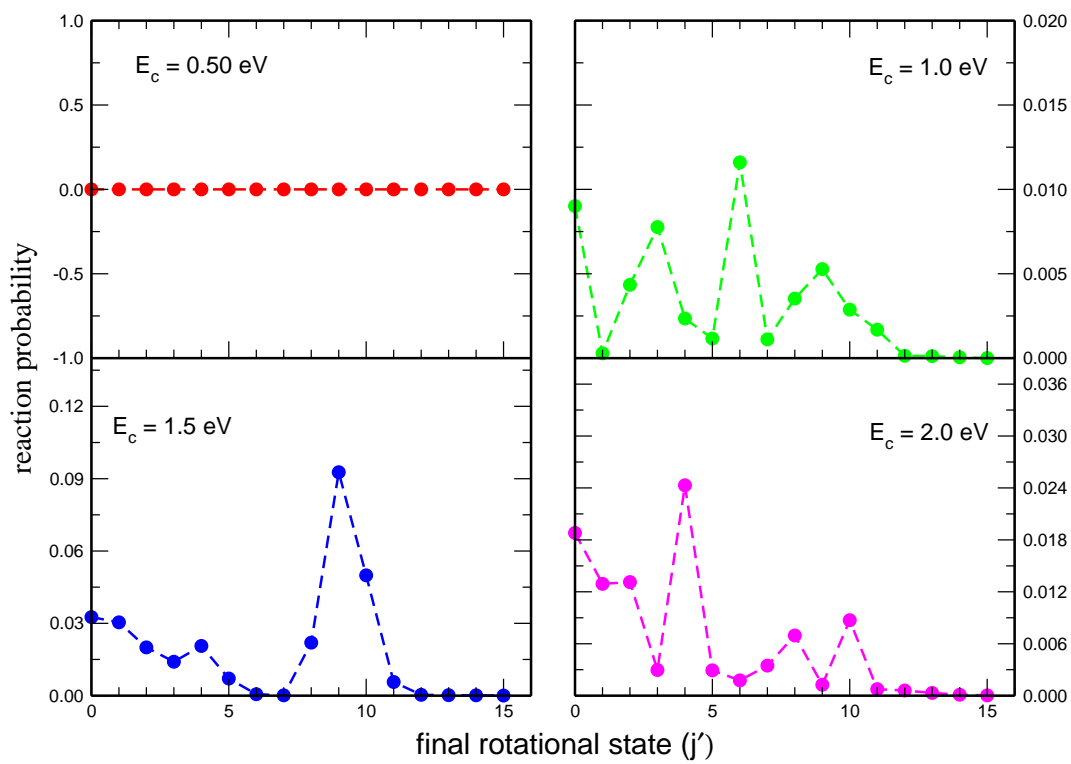 1.0
0.5
0.0
-0.5
-1.0
E_c = 0.50 eV
0.020
0.015
0.010
0.005
0.000
E_c = 1.0 eV
reaction probability
0.12
0.09
0.06
0.03
0.00
E_c = 1.5 eV
0 5 10 15
0.036
0.030
0.024
0.018
0.012
0.006
0.000
E_c = 2.0 eV
0 5 10 15
final rotational state (j′)